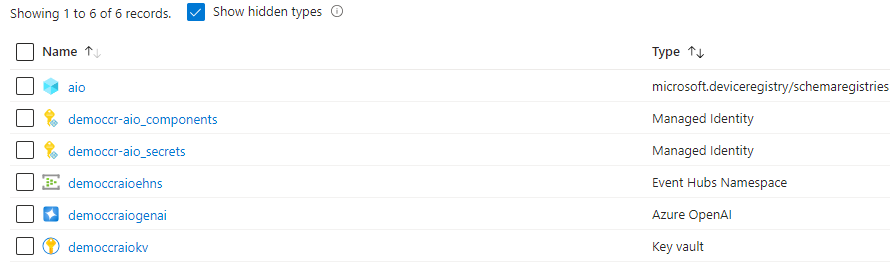 Showing 1 to 6 of 6 records. Show hidden types
Name Type
aio microsoft.deviceregistry/schemaregistries
democcr-aio_components Managed Identity
democcr-aio_secrets Managed Identity
democcraioehns Event Hubs Namespace
democcraiogenai Azure OpenAI
democcraiokv Key vault